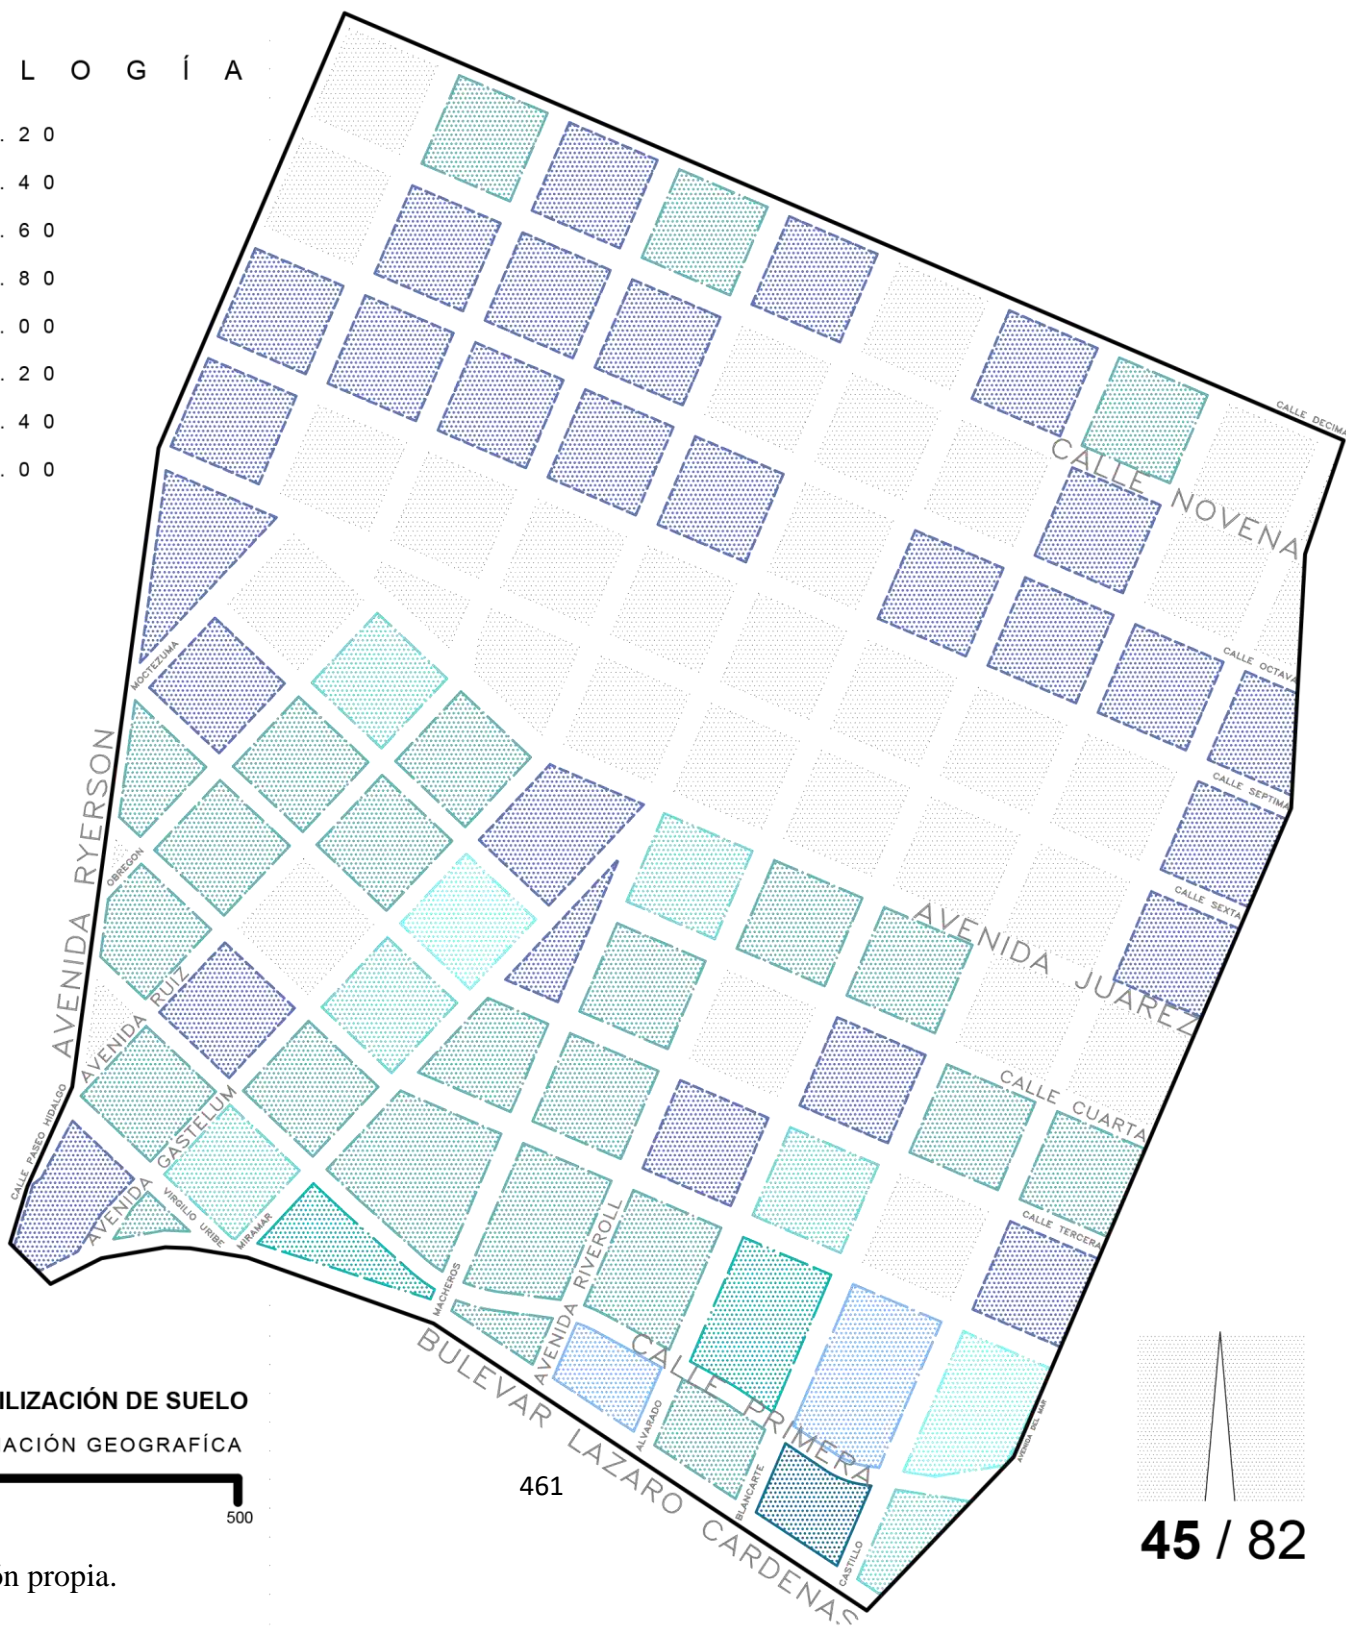 L O G Í A
. 2 0
. 4 0
. 6 0
. 8 0
. 0 0
. 2 0
. 4 0
. 0 0
CALLE DECIMA
CALLE NOVENA
CALLE OCTAVA
CALLE SEPTIMA
CALLE SEXTA
AVENIDA JUAREZ
CALLE CUARTA
CALLE TERCERA
MOCTEZUMA
AVENIDA RYERSON
OBREGON
AVENIDA RUIZ
CALLE PASEO HIDALGO
AVENIDA GASTELUM
VIRGILIO URIBE
MIRAMAR
MACHEROS
AVENIDA RIVEROLL
CALLE PRIMERA
ALVARADO
BLANCARTE
CASTILLO
AVENIDA DEL MAR
BULEVAR LAZARO CARDENAS
ILIZACIÓN DE SUELO
IACIÓN GEOGRAFÍCA
500
461
45 / 82
ón propia.